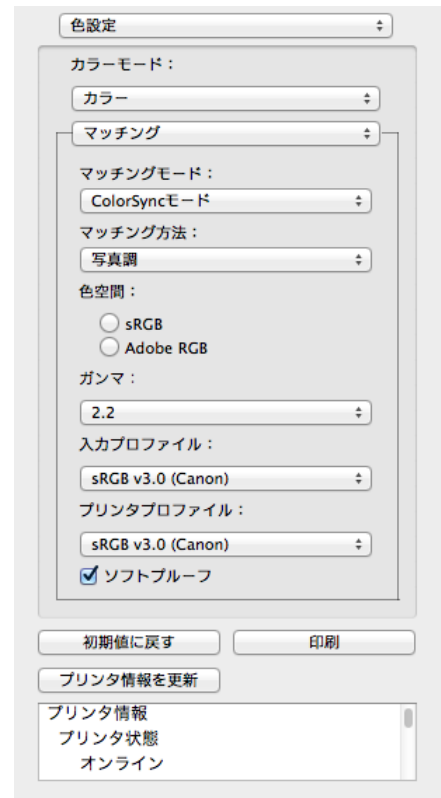 色設定
カラーモード：
カラー
マッチング
マッチングモード：
ColorSyncモード
マッチング方法：
写真調
色空間：
sRGB
Adobe RGB
ガンマ：
2.2
入力プロファイル：
sRGB v3.0 (Canon)
プリンタプロファイル：
sRGB v3.0 (Canon)
ソフトプルーフ
初期値に戻す 印刷
プリンタ情報を更新
プリンタ情報
プリンタ状態
オンライン